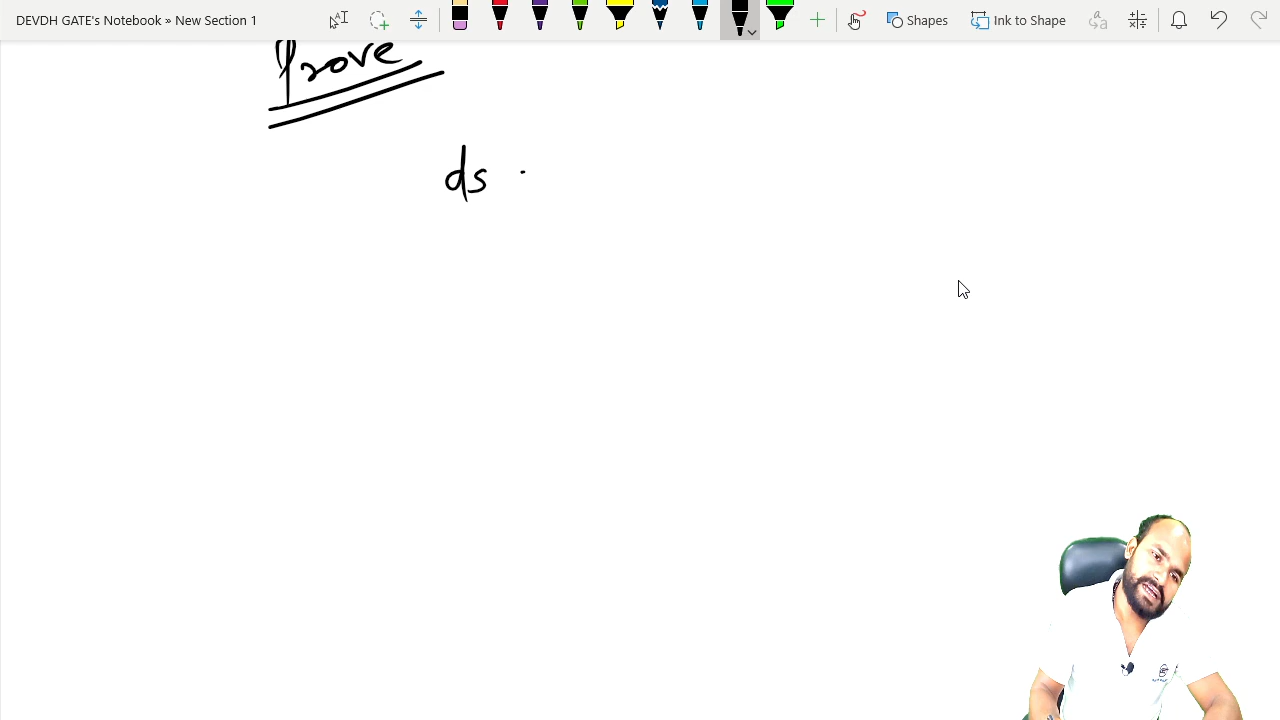 DEVDH GATE's Notebook » New Section 1
Shapes
Ink to Shape
Prove
ds